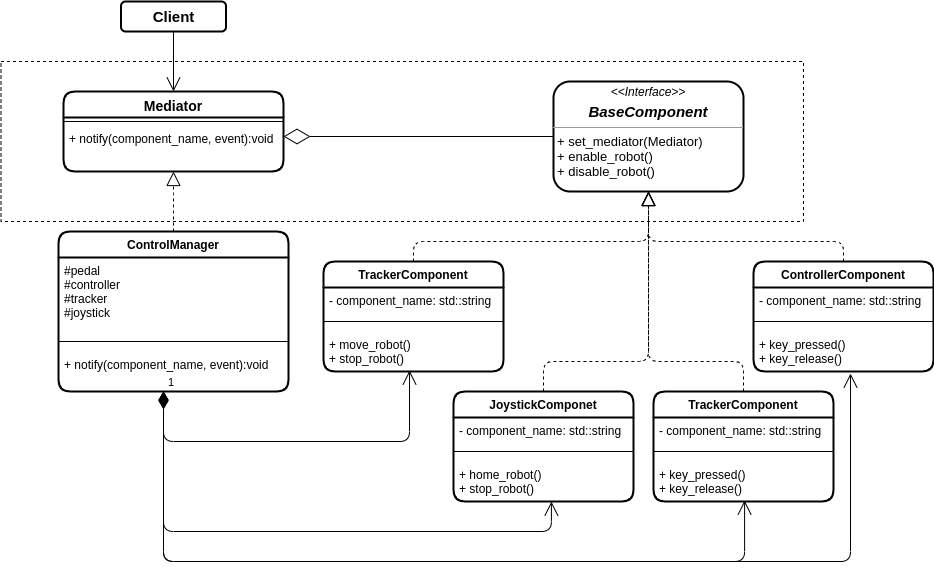 Client
Mediator
+ notify(component_name, event):void
<<Interface>>
BaseComponent
+ set_mediator(Mediator)
+ enable_robot()
+ disable_robot()
ControlManager
#pedal
#controller
#tracker
#joystick
+ notify(component_name, event):void
1
TrackerComponent
- component_name: std::string
+ move_robot()
+ stop_robot()
ControllerComponent
- component_name: std::string
+ key_pressed()
+ key_release()
JoystickComponet
- component_name: std::string
+ home_robot()
+ stop_robot()
TrackerComponent
- component_name: std::string
+ key_pressed()
+ key_release()